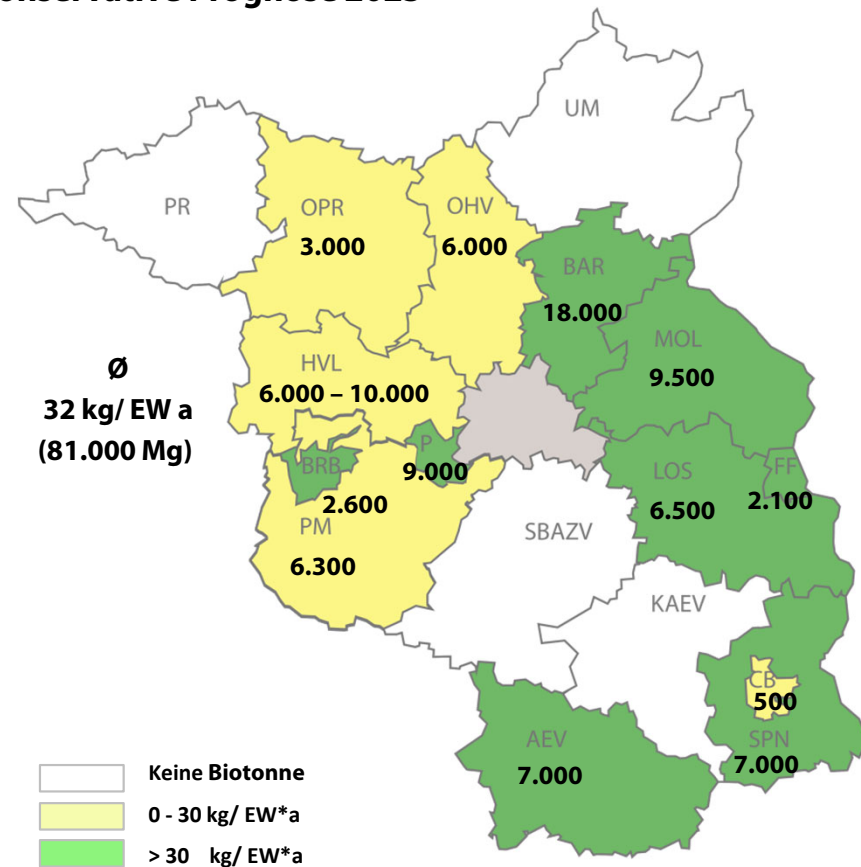 UM
PR
OPR
OHV
3.000
6.000
BAR
18.000
MOL
9.500
HVL
6.000 – 10.000
Ø
32 kg/ EW a
(81.000 Mg)
P
9.000
BRB
2.600
PM
6.300
LOS
6.500
FF
2.100
SBAZV
KAEV
CB
500
SPN
7.000
AEV
7.000
Keine Biotonne
0 - 30 kg/ EW*a
> 30 kg/ EW*a